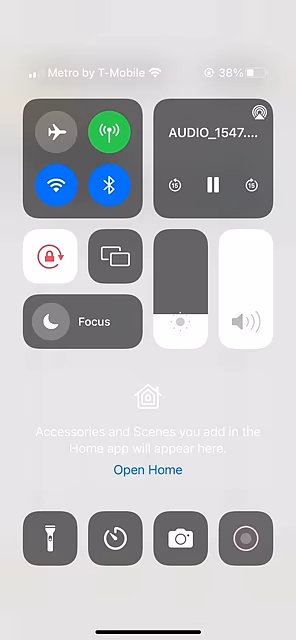 Metro by T-Mobile
38%
AUDIO_1547....
15
15
Focus
Accessories and Scenes you add in the
Home app will appear here.
Open Home